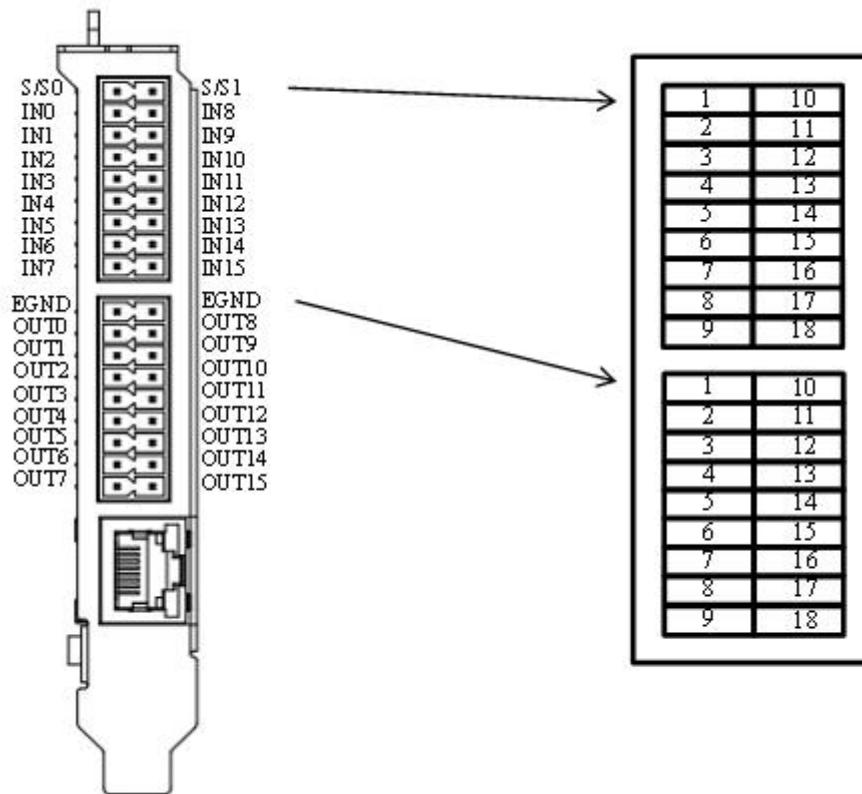 S/S0 S/S1
IN0 IN8
IN1 IN9
IN2 IN10
IN3 IN11
IN4 IN12
IN5 IN13
IN6 IN14
IN7 IN15
EGND EGND
OUT0 OUT8
OUT1 OUT9
OUT2 OUT10
OUT3 OUT11
OUT4 OUT12
OUT5 OUT13
OUT6 OUT14
OUT7 OUT15
1 10
2 11
3 12
4 13
5 14
6 15
7 16
8 17
9 18
1 10
2 11
3 12
4 13
5 14
6 15
7 16
8 17
9 18